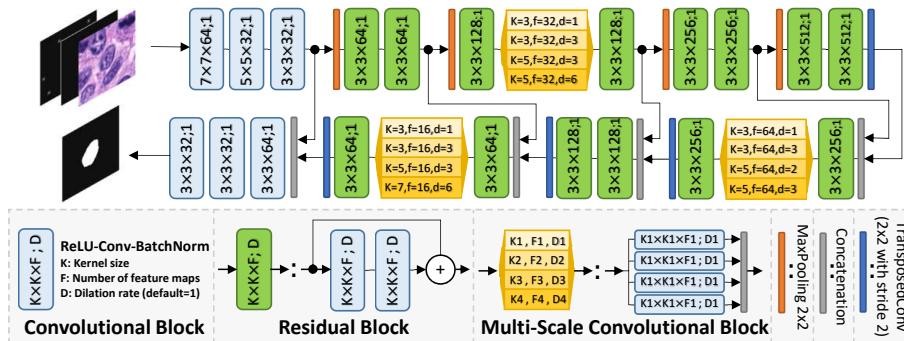 7×7×64;1
5×5×32;1
3×3×32;1
3×3×64;1
3×3×64;1
3×3×128;1
K=3,f=32,d=1
K=3,f=32,d=3
K=5,f=32,d=3
K=5,f=32,d=6
3×3×128;1
3×3×256;1
3×3×256;1
3×3×512;1
3×3×512;1
3×3×32;1
3×3×32;1
3×3×64;1
3×3×64;1
K=3,f=16,d=1
K=3,f=16,d=3
K=5,f=16,d=3
K=7,f=16,d=6
3×3×64;1
3×3×128;1
3×3×128;1
3×3×256;1
K=3,f=64,d=1
K=3,f=64,d=3
K=5,f=64,d=2
K=5,f=64,d=3
3×3×256;1
K×K×F; D
ReLU-Conv-BatchNorm
K: Kernel size
F: Number of feature maps
D: Dilation rate (default=1)
Convolutional Block
K×K×F; D
:
K×K×F; D
K×K×F; D
+
Residual Block
K1, F1, D1
K2, F2, D2
K3, F3, D3
K4, F4, D4
:
K1×K1×F1; D1
K1×K1×F1; D1
K1×K1×F1; D1
K1×K1×F1; D1
Multi-Scale Convolutional Block
MaxPooling 2x2
:
Concatenation
:
TransposedConv
(2x2 with stride 2)
: